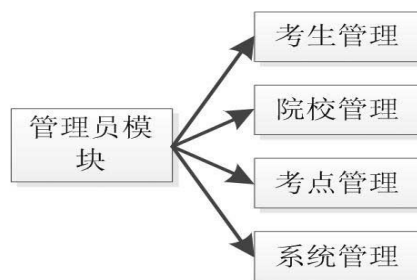 管理员模
块
考生管理
院校管理
考点管理
系统管理